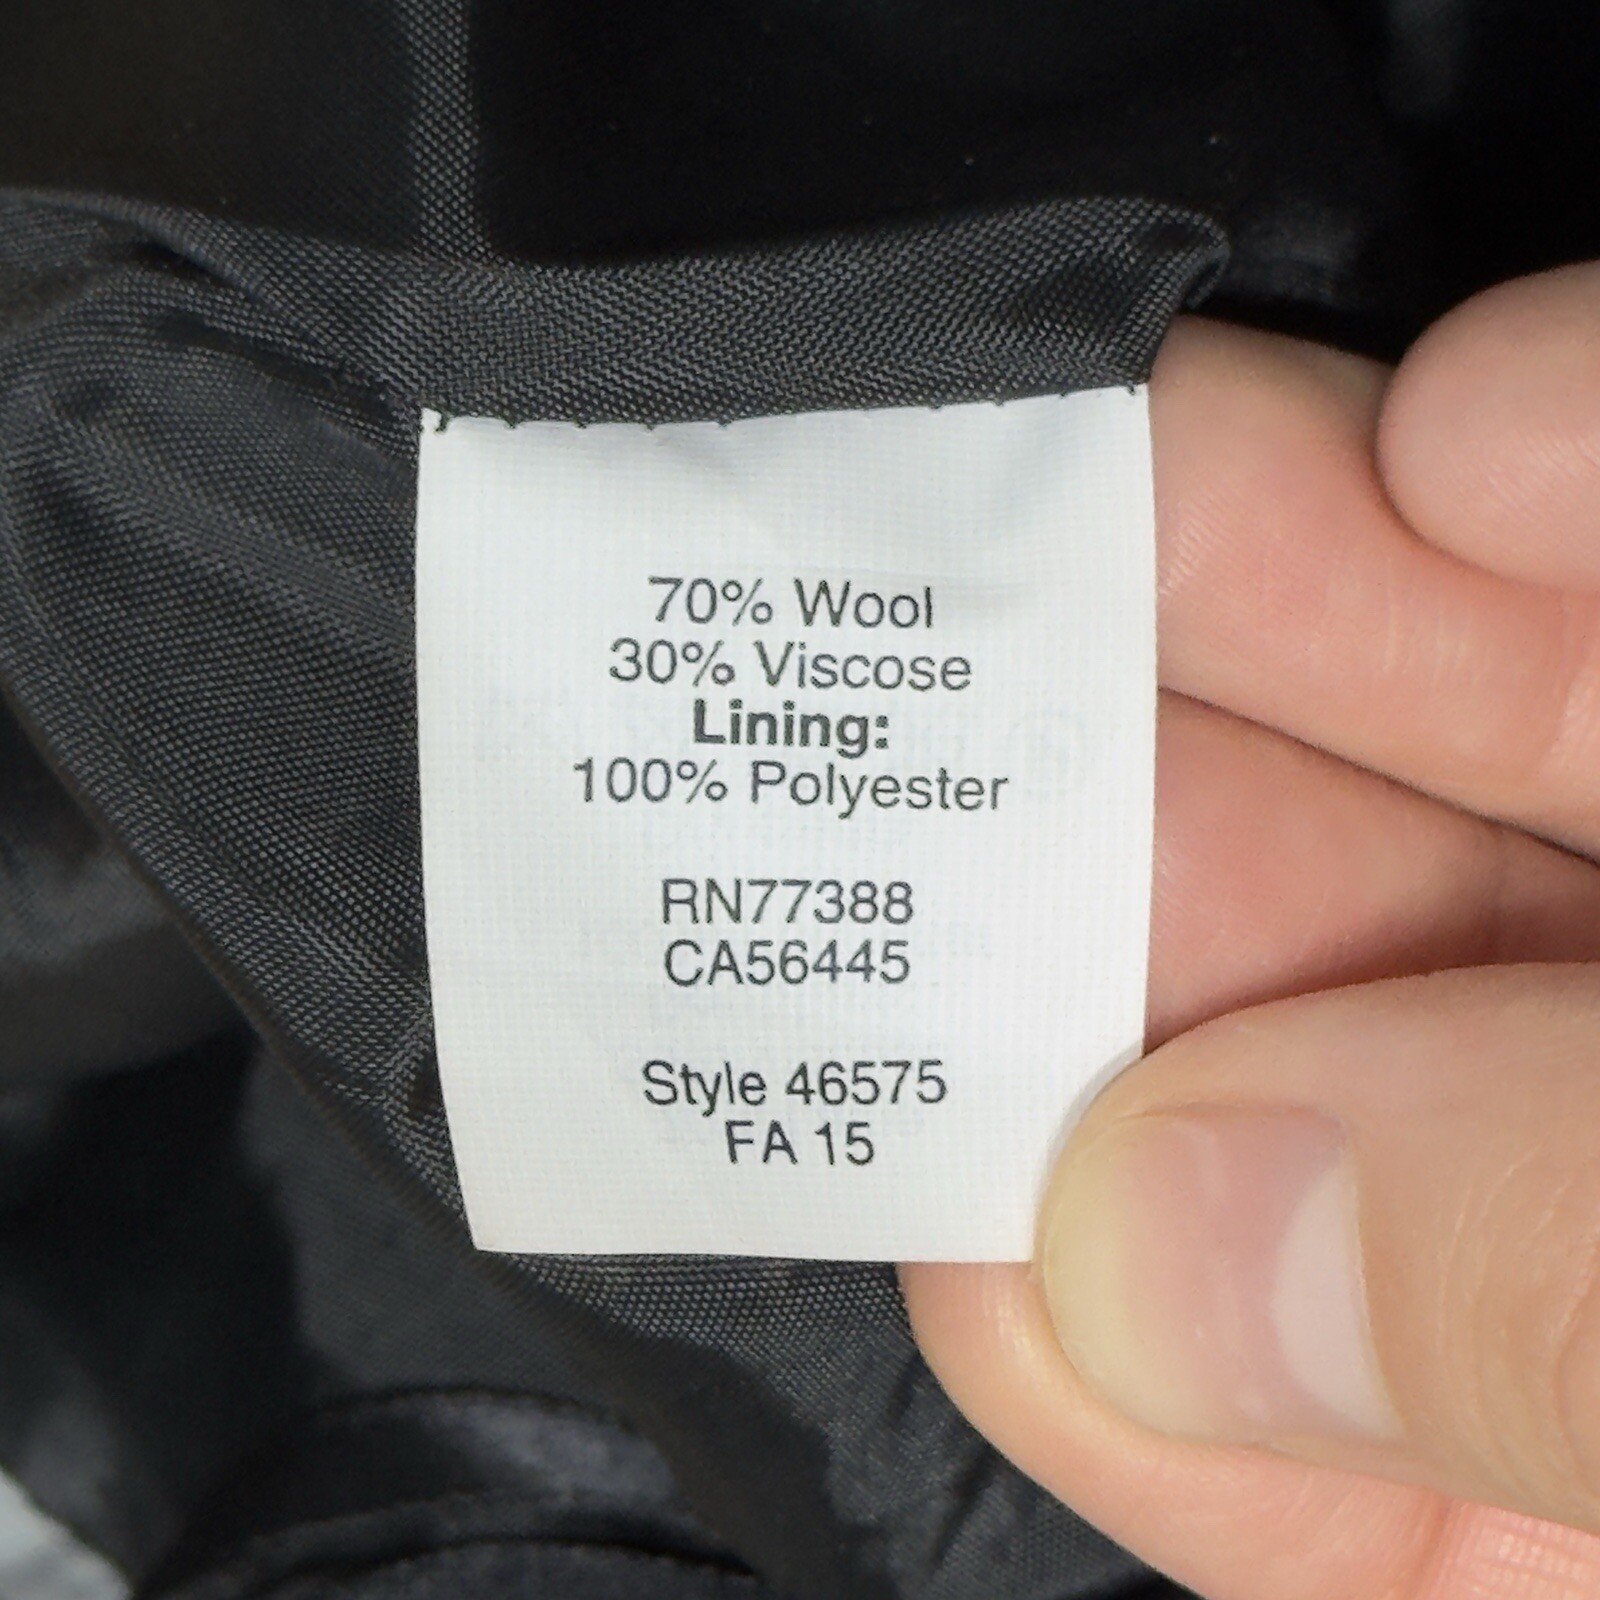 70% Wool
30% Viscose
Lining:
100% Polyester
RN77388
CA56445
Style 46575
FA 15